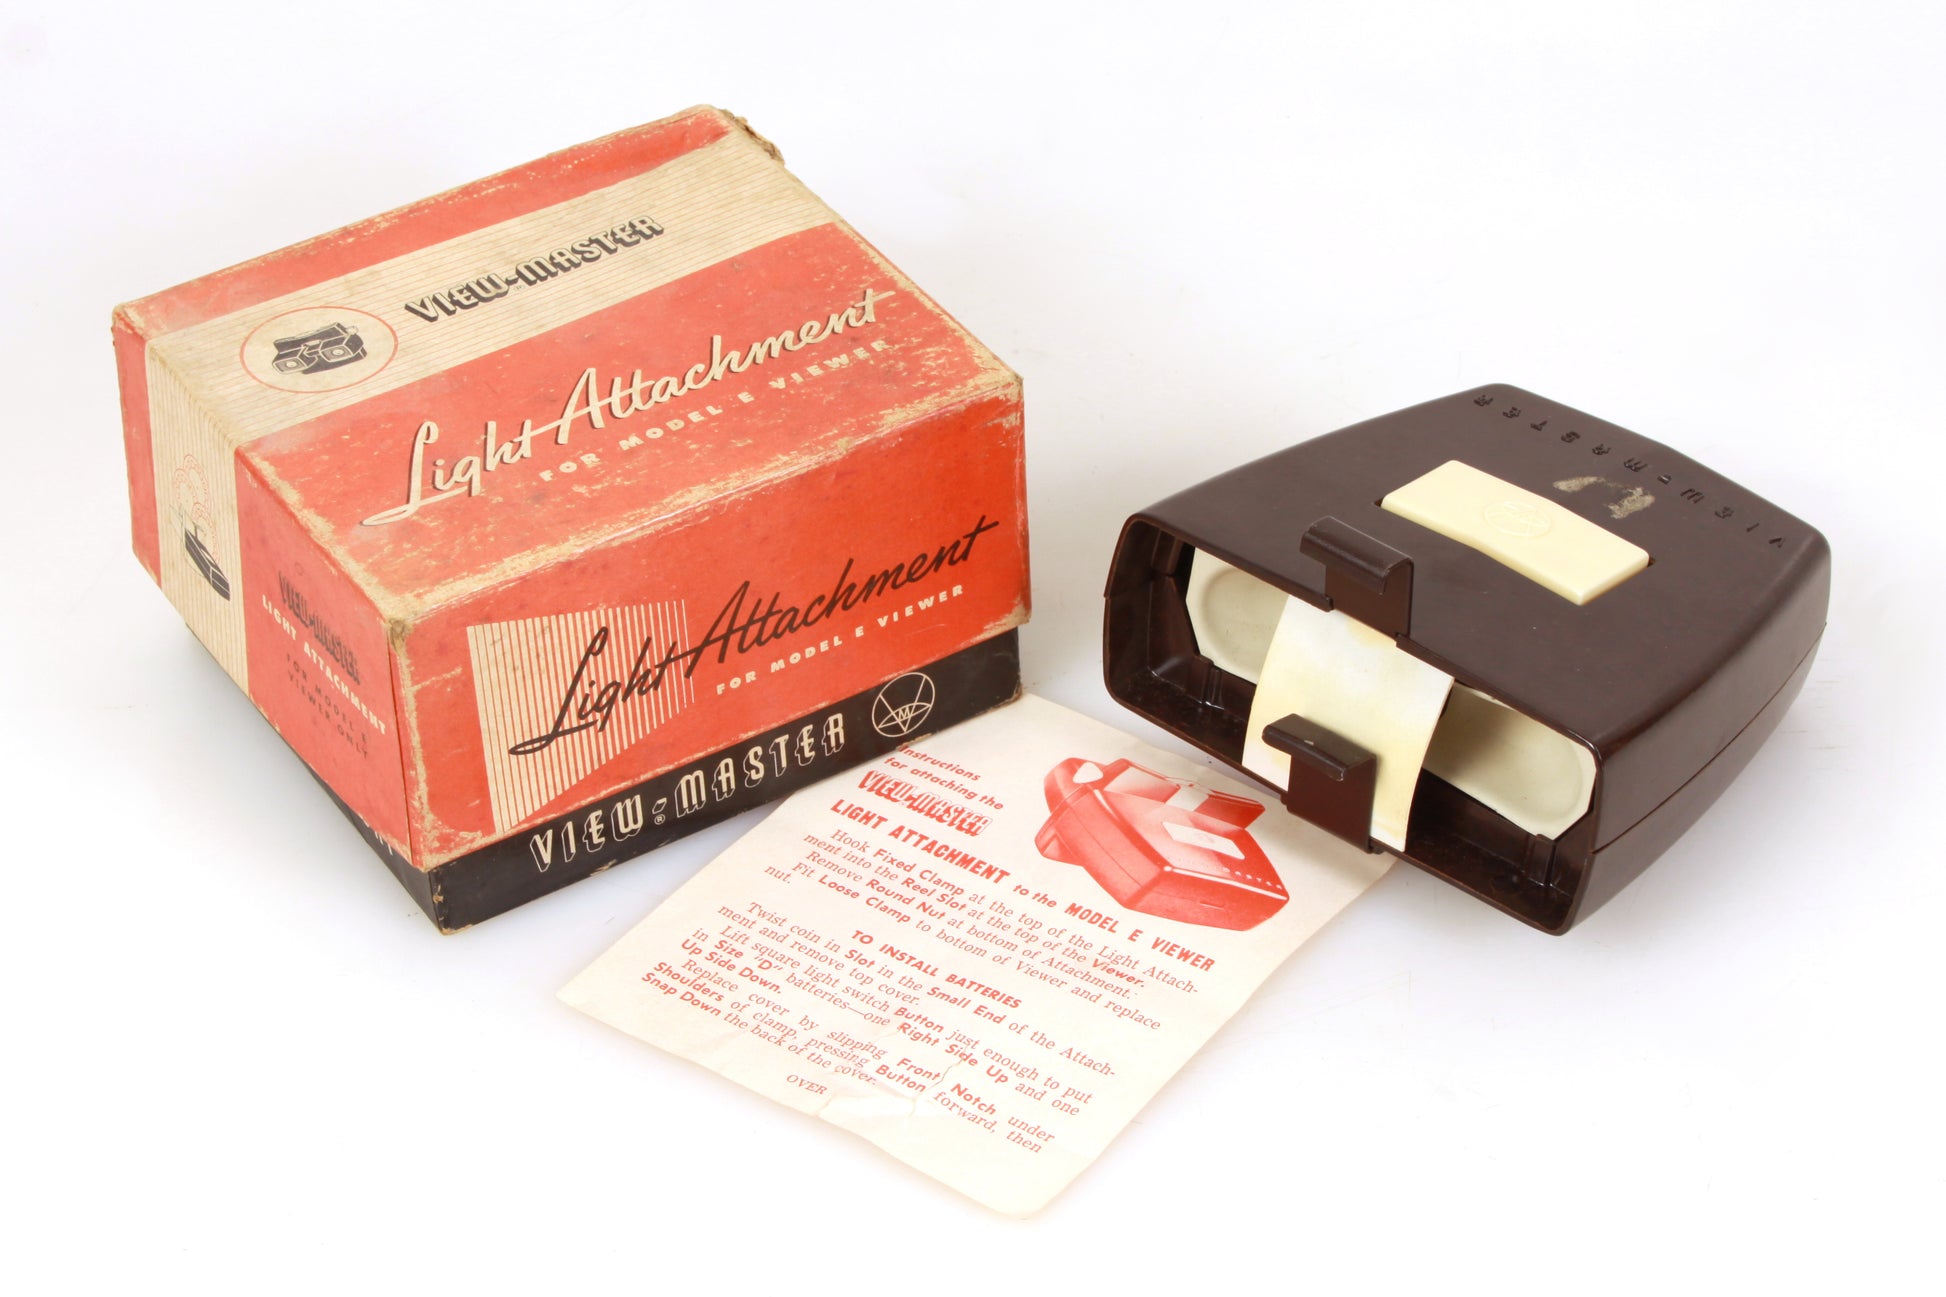 VIEW-MASTER
Light Attachment
FOR MODEL E VIEWER
Light Attachment
FOR MODEL E VIEWER
VIEW-MASTER
®
VM
VIEW-MASTER
LIGHT ATTACHMENT
FOR MODEL E
VIEWER ONLY
Instructions
for attaching the
VIEW-MASTER
LIGHT ATTACHMENT to the MODEL E VIEWER
Hook Fixed Clamp at the top of the Light Attach-
ment into the Reel Slot at the top of the Viewer.
Remove Round Nut at bottom of Attachment.
Fit Loose Clamp to bottom of Viewer and replace
nut.
TO INSTALL BATTERIES
Twist coin in Slot in the Small End of the Attach-
ment and remove top cover.
Lift square light switch Button just enough to put
in Size "D" batteries—one Right Side Up and one
Up Side Down.
Replace cover by slipping Front Notch under
Shoulders of clamp, pressing Button forward, then
Snap Down the back of the cover.
OVER
VIEW-MASTER